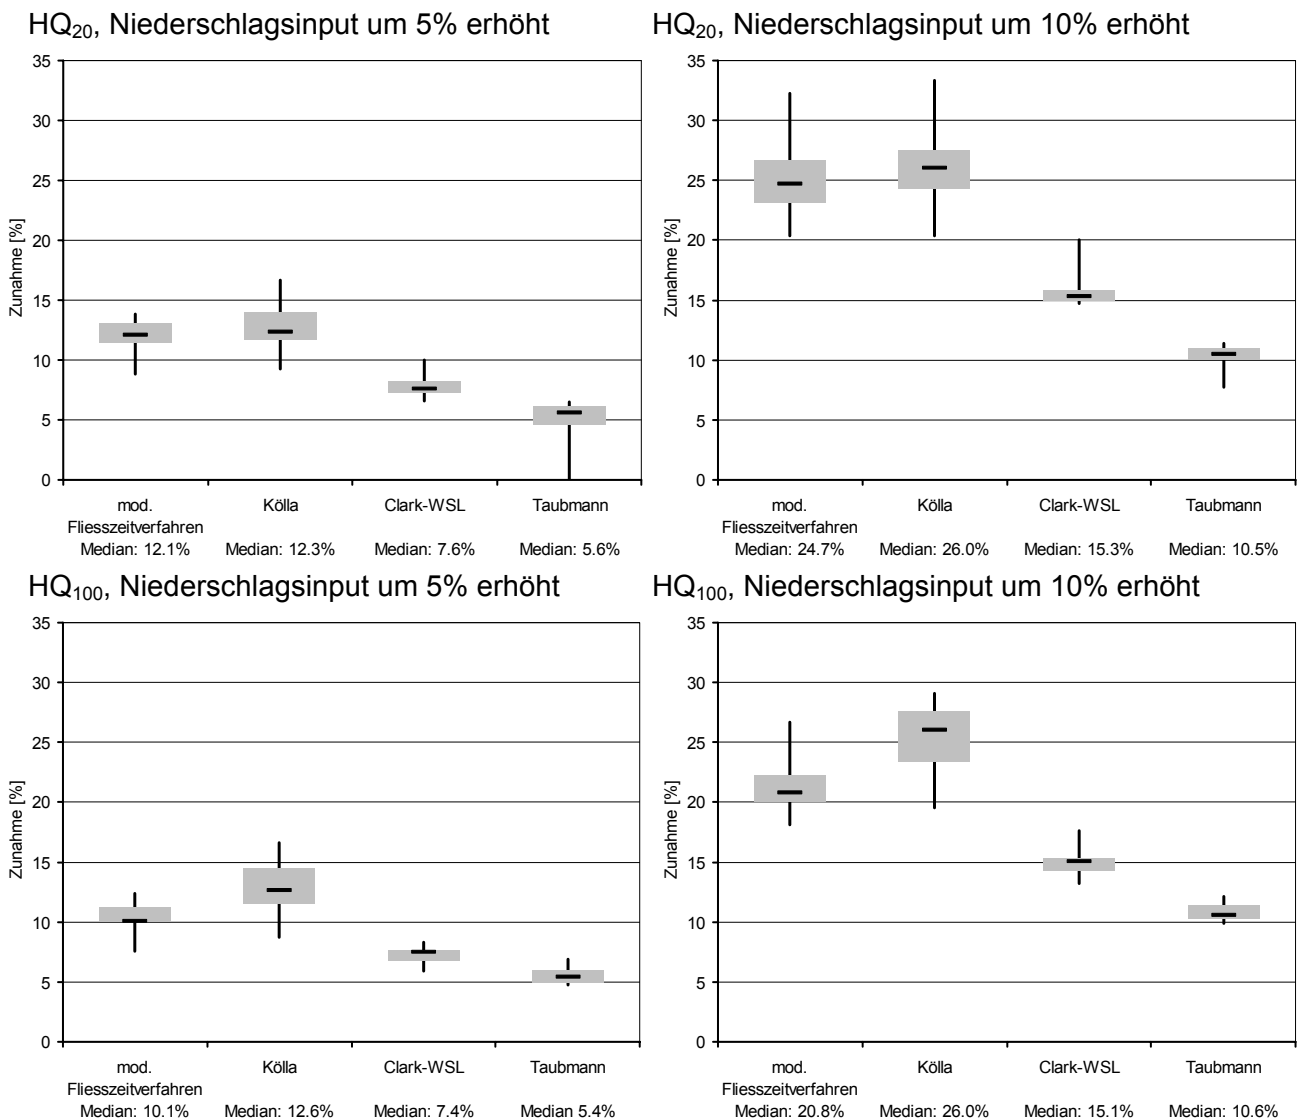 HQ20, Niederschlagsinput um 5% erhöht
Zunahme [%]
35
30
25
20
15
10
5
0
mod. Fliesszeitverfahren
Kölla
Clark-WSL
Taubmann
Median: 12.1%
Median: 12.3%
Median: 7.6%
Median: 5.6%
HQ20, Niederschlagsinput um 10% erhöht
Zunahme [%]
35
30
25
20
15
10
5
0
mod. Fliesszeitverfahren
Kölla
Clark-WSL
Taubmann
Median: 24.7%
Median: 26.0%
Median: 15.3%
Median: 10.5%
HQ100, Niederschlagsinput um 5% erhöht
Zunahme [%]
35
30
25
20
15
10
5
0
mod. Fliesszeitverfahren
Kölla
Clark-WSL
Taubmann
Median: 10.1%
Median: 12.6%
Median: 7.4%
Median 5.4%
HQ100, Niederschlagsinput um 10% erhöht
Zunahme [%]
35
30
25
20
15
10
5
0
mod. Fliesszeitverfahren
Kölla
Clark-WSL
Taubmann
Median: 20.8%
Median: 26.0%
Median: 15.1%
Median: 10.6%